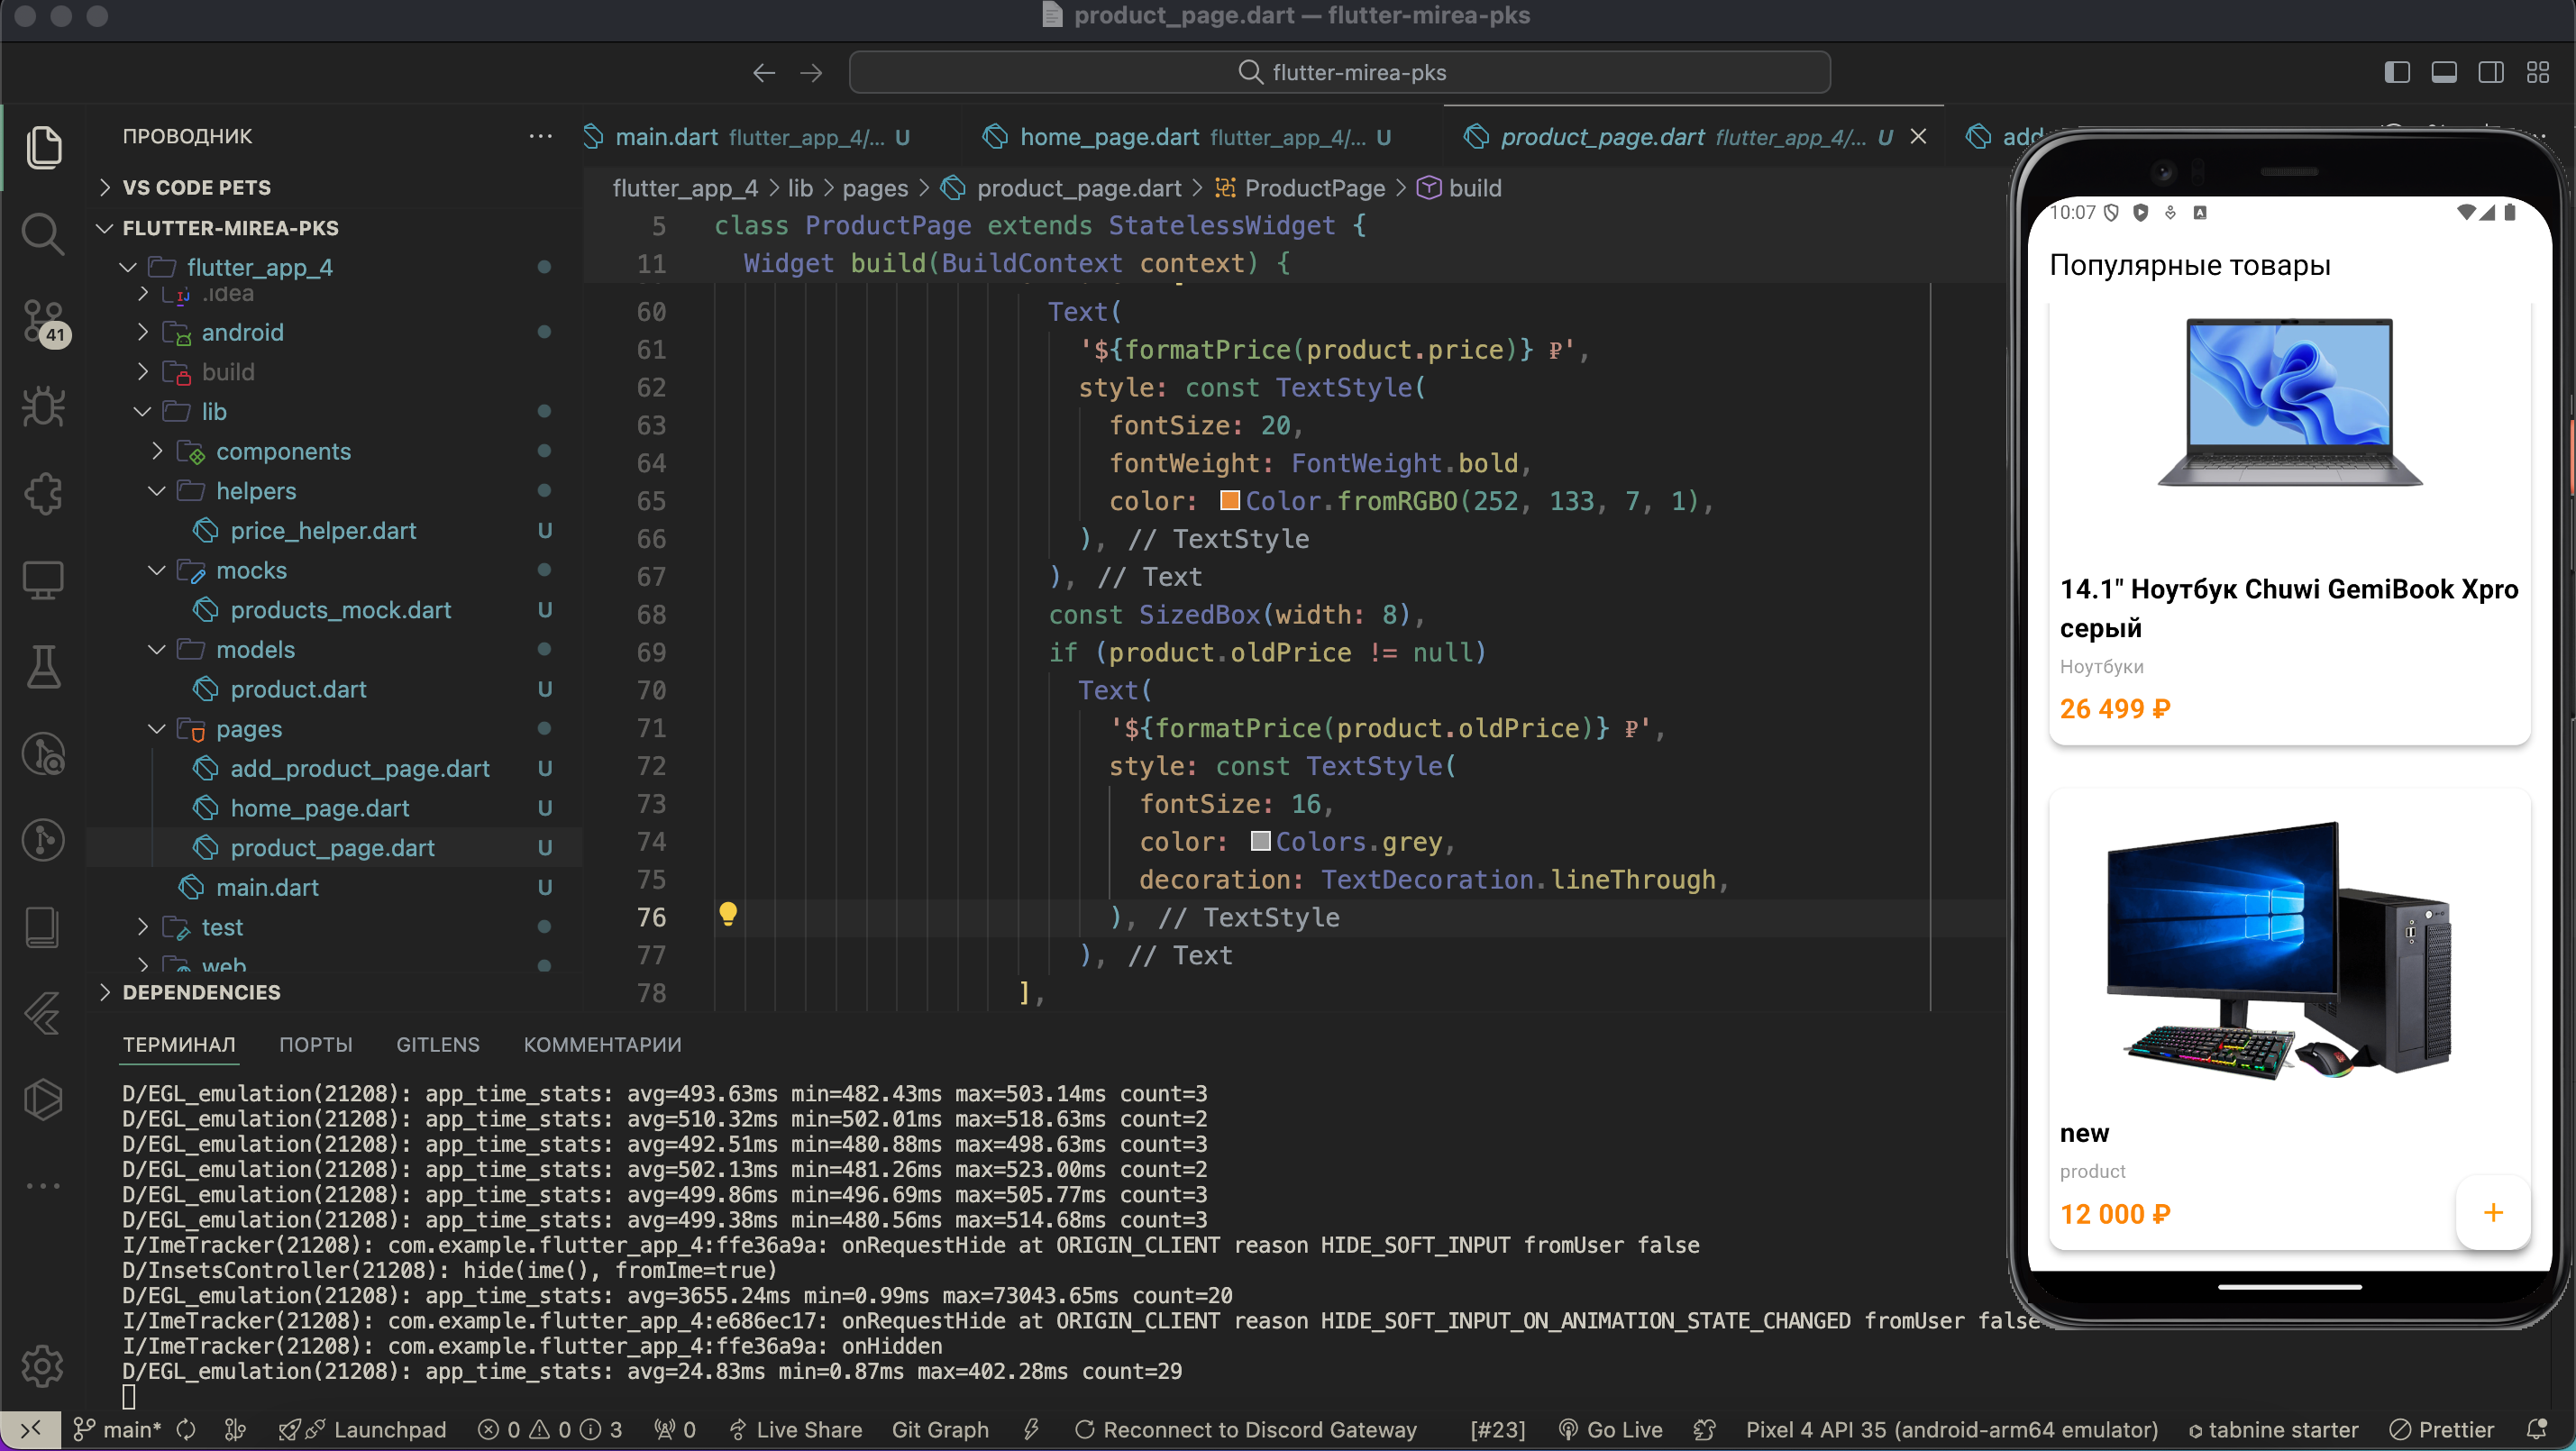 product_page.dart — flutter-mirea-pks
flutter-mirea-pks
ПРОВОДНИК
VS CODE PETS
FLUTTER-MIREA-PKS
flutter_app_4
.idea
android
build
lib
components
helpers
price_helper.dart U
mocks
products_mock.dart U
models
product.dart U
pages
add_product_page.dart U
home_page.dart U
product_page.dart U
main.dart U
test
web
DEPENDENCIES
41
main.dart flutter_app_4/... U
home_page.dart flutter_app_4/... U
product_page.dart flutter_app_4/... U
flutter_app_4 > lib > pages > product_page.dart > ProductPage > build
5 class ProductPage extends StatelessWidget {
11 Widget build(BuildContext context) {
60 Text(
61 '${formatPrice(product.price)} ₽',
62 style: const TextStyle(
63 fontSize: 20,
64 fontWeight: FontWeight.bold,
65 color: Color.fromRGBO(252, 133, 7, 1),
66 ), // TextStyle
67 ), // Text
68 const SizedBox(width: 8),
69 if (product.oldPrice != null)
70 Text(
71 '${formatPrice(product.oldPrice)} ₽',
72 style: const TextStyle(
73 fontSize: 16,
74 color: Colors.grey,
75 decoration: TextDecoration.lineThrough,
76 ), // TextStyle
77 ), // Text
78 ],
10:07
Популярные товары
14.1" Ноутбук Chuwi GemiBook Xpro
серый
Ноутбуки
26 499 ₽
new
product
12 000 ₽
+
ТЕРМИНАЛ ПОРТЫ GITLENS КОММЕНТАРИИ
D/EGL_emulation(21208): app_time_stats: avg=493.63ms min=482.43ms max=503.14ms count=3
D/EGL_emulation(21208): app_time_stats: avg=510.32ms min=502.01ms max=518.63ms count=2
D/EGL_emulation(21208): app_time_stats: avg=492.51ms min=480.88ms max=498.63ms count=3
D/EGL_emulation(21208): app_time_stats: avg=502.13ms min=481.26ms max=523.00ms count=2
D/EGL_emulation(21208): app_time_stats: avg=499.86ms min=496.69ms max=505.77ms count=3
D/EGL_emulation(21208): app_time_stats: avg=499.38ms min=480.56ms max=514.68ms count=3
I/ImeTracker(21208): com.example.flutter_app_4:ffe36a9a: onRequestHide at ORIGIN_CLIENT reason HIDE_SOFT_INPUT fromUser false
D/InsetsController(21208): hide(ime(), fromIme=true)
D/EGL_emulation(21208): app_time_stats: avg=3655.24ms min=0.99ms max=73043.65ms count=20
I/ImeTracker(21208): com.example.flutter_app_4:e686ec17: onRequestHide at ORIGIN_CLIENT reason HIDE_SOFT_INPUT_ON_ANIMATION_STATE_CHANGED fromUser false
I/ImeTracker(21208): com.example.flutter_app_4:ffe36a9a: onHidden
D/EGL_emulation(21208): app_time_stats: avg=24.83ms min=0.87ms max=402.28ms count=29
main* Launchpad 0 0 3 0 Live Share Git Graph Reconnect to Discord Gateway [#23] Go Live Pixel 4 API 35 (android-arm64 emulator) tabnine starter Prettier